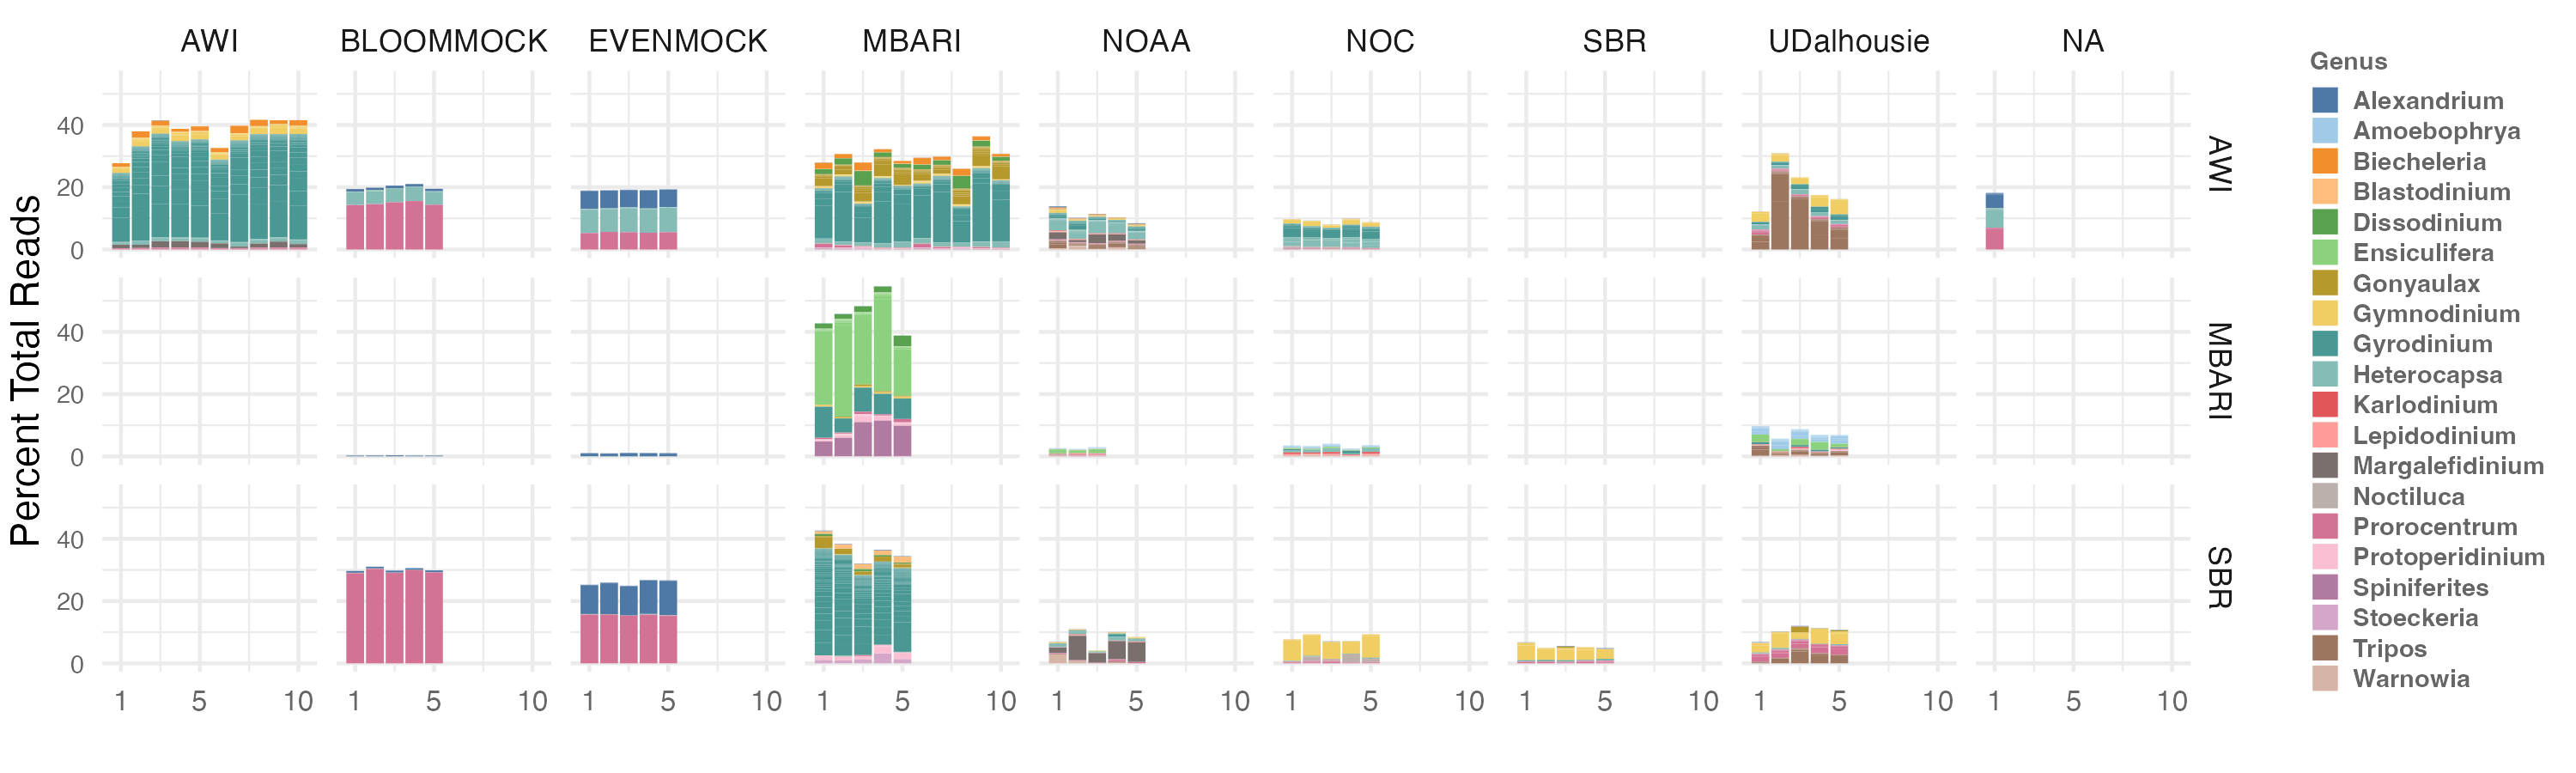 AWI BLOOMMOCK EVENMOCK MBARI NOAA NOC SBR UDalhousie NA
Percent Total Reads
40
20
0
AWI
40
20
0
MBARI
40
20
0
SBR
1 5 10 1 5 10 1 5 10 1 5 10 1 5 10 1 5 10 1 5 10 1 5 10 1 5 10
Genus
Alexandrium
Amoebophrya
Biecheleria
Blastodinium
Dissodinium
Ensiculifera
Gonyaulax
Gymnodinium
Gyrodinium
Heterocapsa
Karlodinium
Lepidodinium
Margalefidinium
Noctiluca
Prorocentrum
Protoperidinium
Spiniferites
Stoeckeria
Tripos
Warnowia